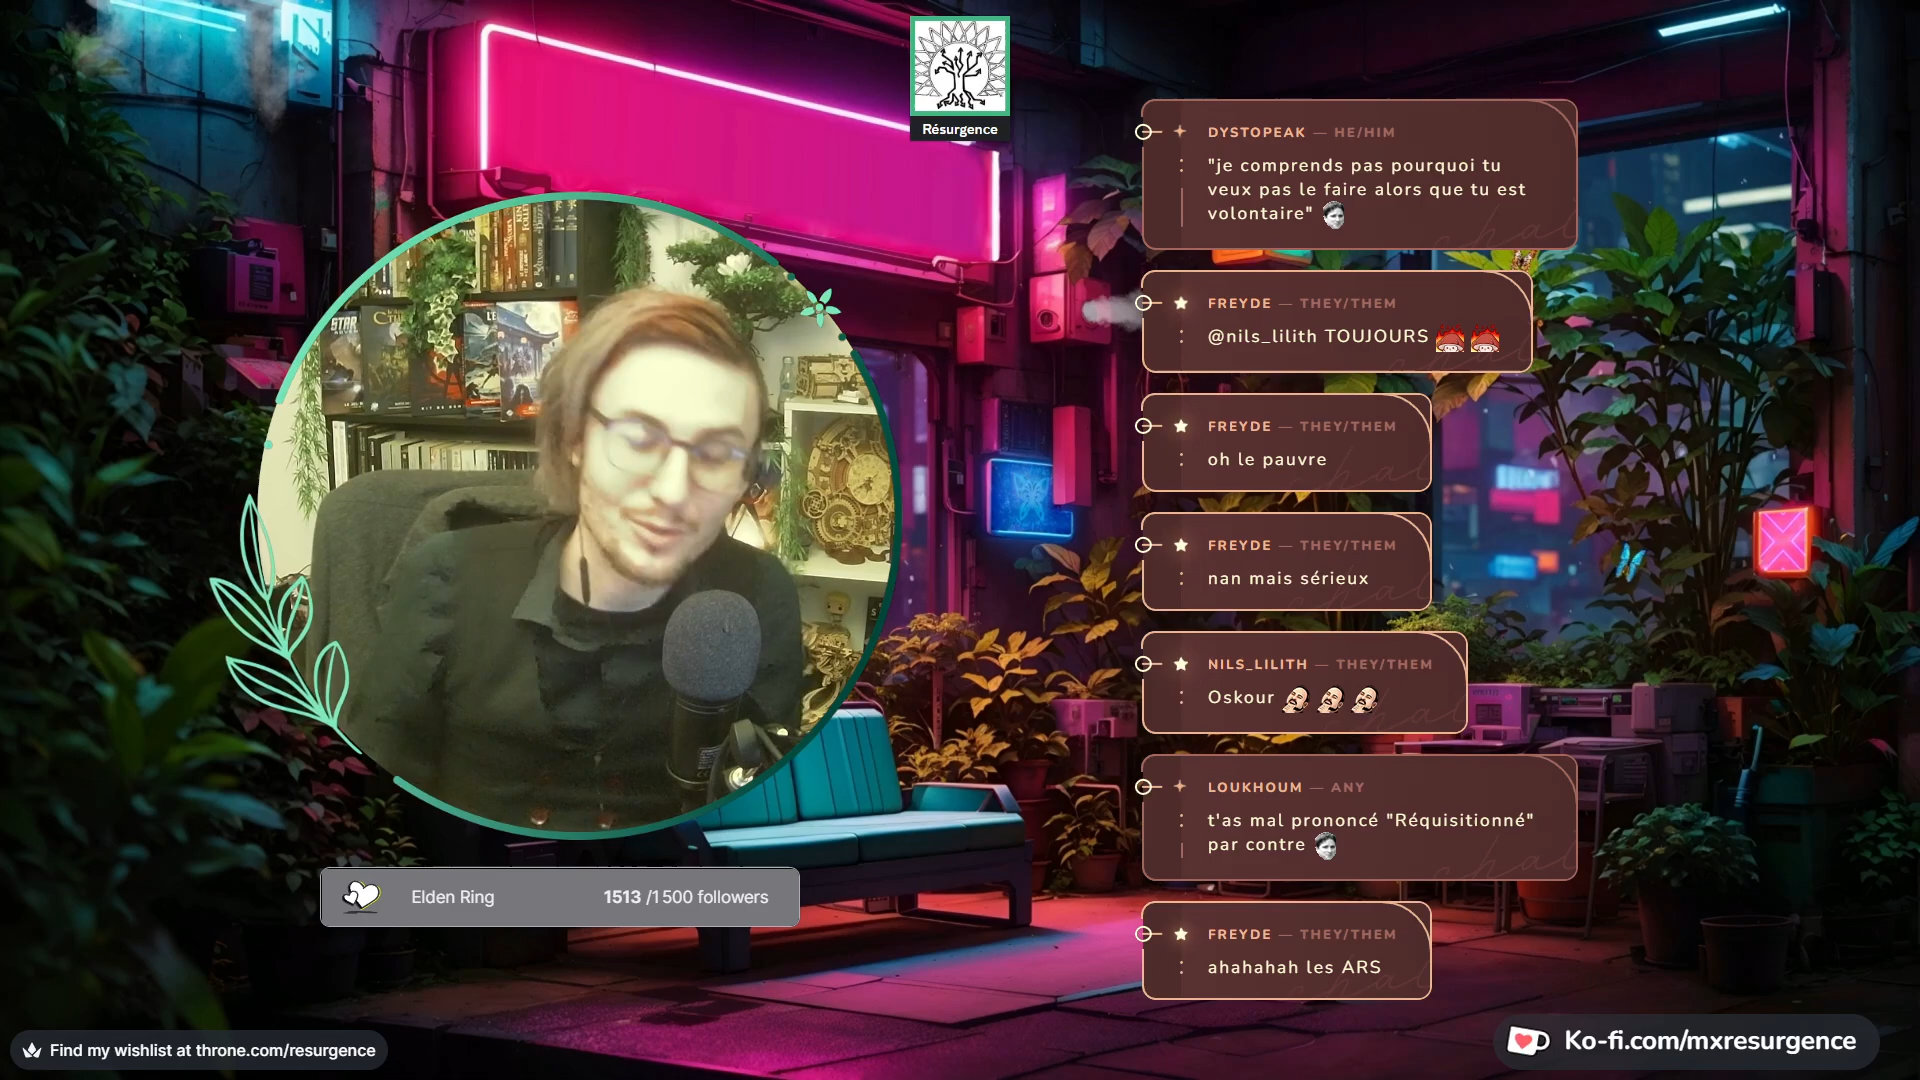 Résurgence
DYSTOPEAK — HE/HIM
"je comprends pas pourquoi tu
veux pas le faire alors que tu est
volontaire"
FREYDE — THEY/THEM
@nils_lilith TOUJOURS
FREYDE — THEY/THEM
oh le pauvre
FREYDE — THEY/THEM
nan mais sérieux
NILS_LILITH — THEY/THEM
Oskour
LOUKHOUM — ANY
t'as mal prononcé "Réquisitionné"
par contre
FREYDE — THEY/THEM
ahahahah les ARS
Elden Ring 1513 /1 500 followers
Find my wishlist at throne.com/resurgence
Ko-fi.com/mxresurgence